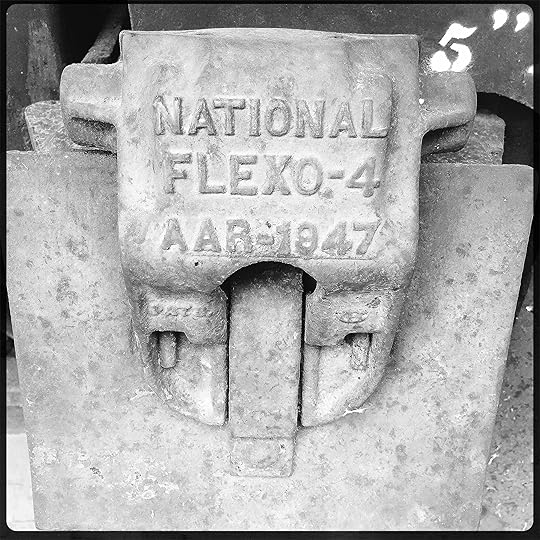 5"
NATIONAL
FLEXO-4
AAR-1947